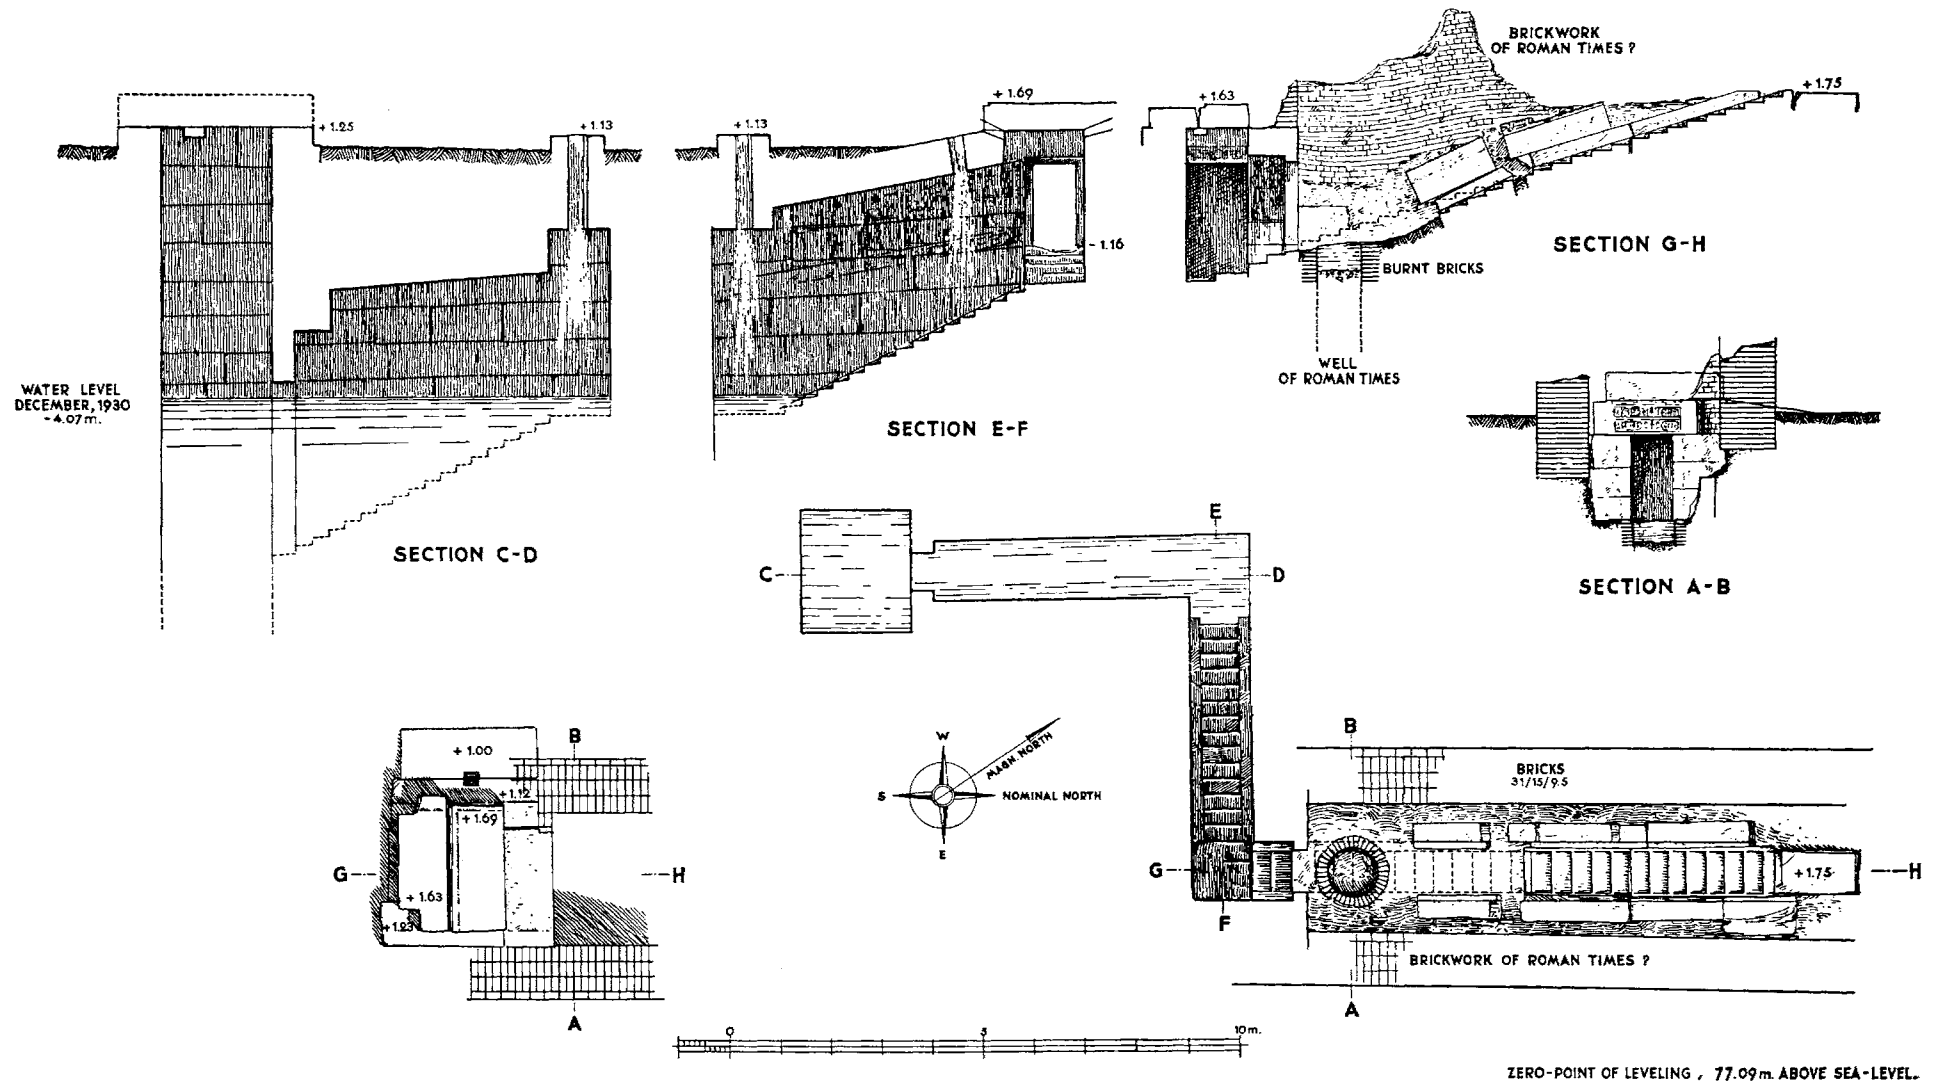 BRICKWORK
OF ROMAN TIMES ?
+ 1.25
+ 1.13
+ 1.13
+ 1.69
- 1.16
+ 1.63
+ 1.75
SECTION G-H
BURNT BRICKS
WELL
OF ROMAN TIMES
WATER LEVEL
DECEMBER, 1930
- 4.07 m.
SECTION E-F
SECTION C-D
SECTION A-B
E
C
D
B
+ 1.00
+ 1.12
+ 1.69
G
H
+ 1.63
+ 1.23
A
W
MAGN. NORTH
S
NOMINAL NORTH
E
B
BRICKS
31/15/9.5
G
+ 1.75
H
F
BRICKWORK OF ROMAN TIMES ?
A
0
5
10 m.
ZERO-POINT OF LEVELING , 77.09 m. ABOVE SEA-LEVEL.